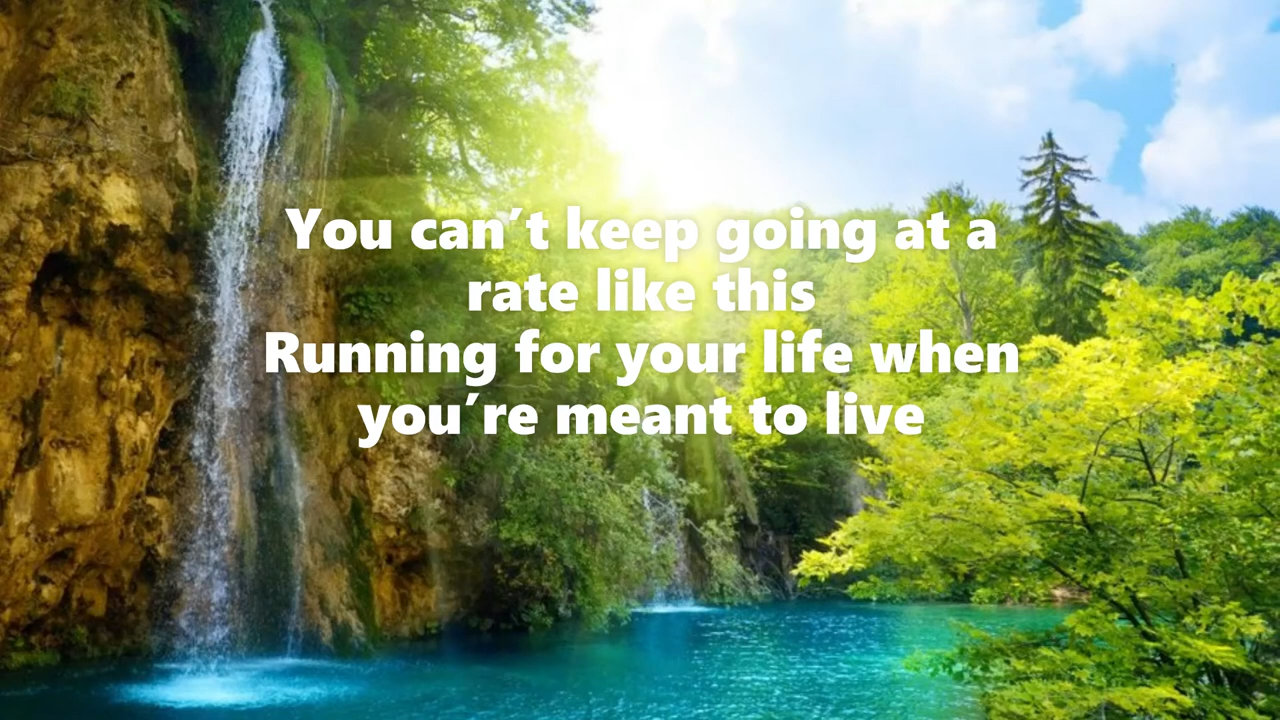 You can’t keep going at a
rate like this
Running for your life when
you’re meant to live